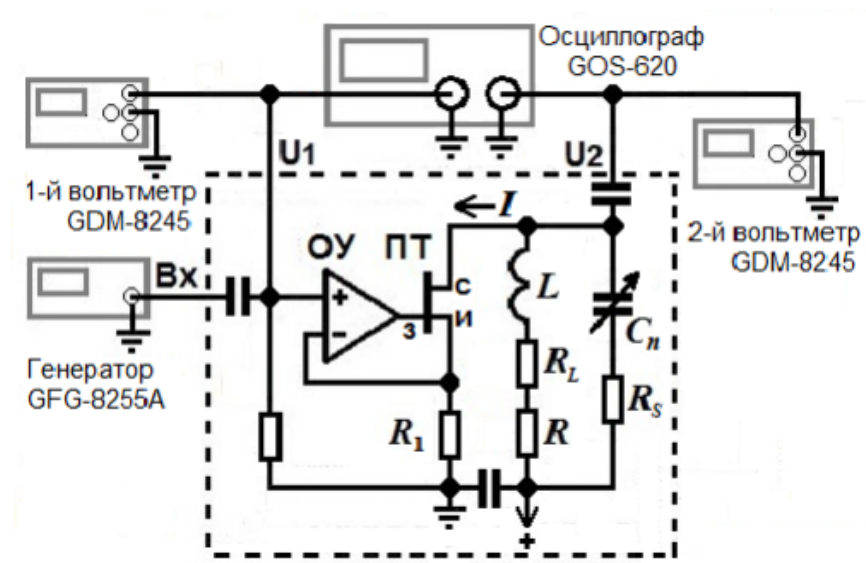 Осциллограф
GOS-620
U1
U2
1-й вольтметр
GDM-8245
2-й вольтметр
GDM-8245
I
ОУ ПТ
Вх
+
−
з
с
и
L
Cn
RL
R
RS
R1
Генератор
GFG-8255A
+